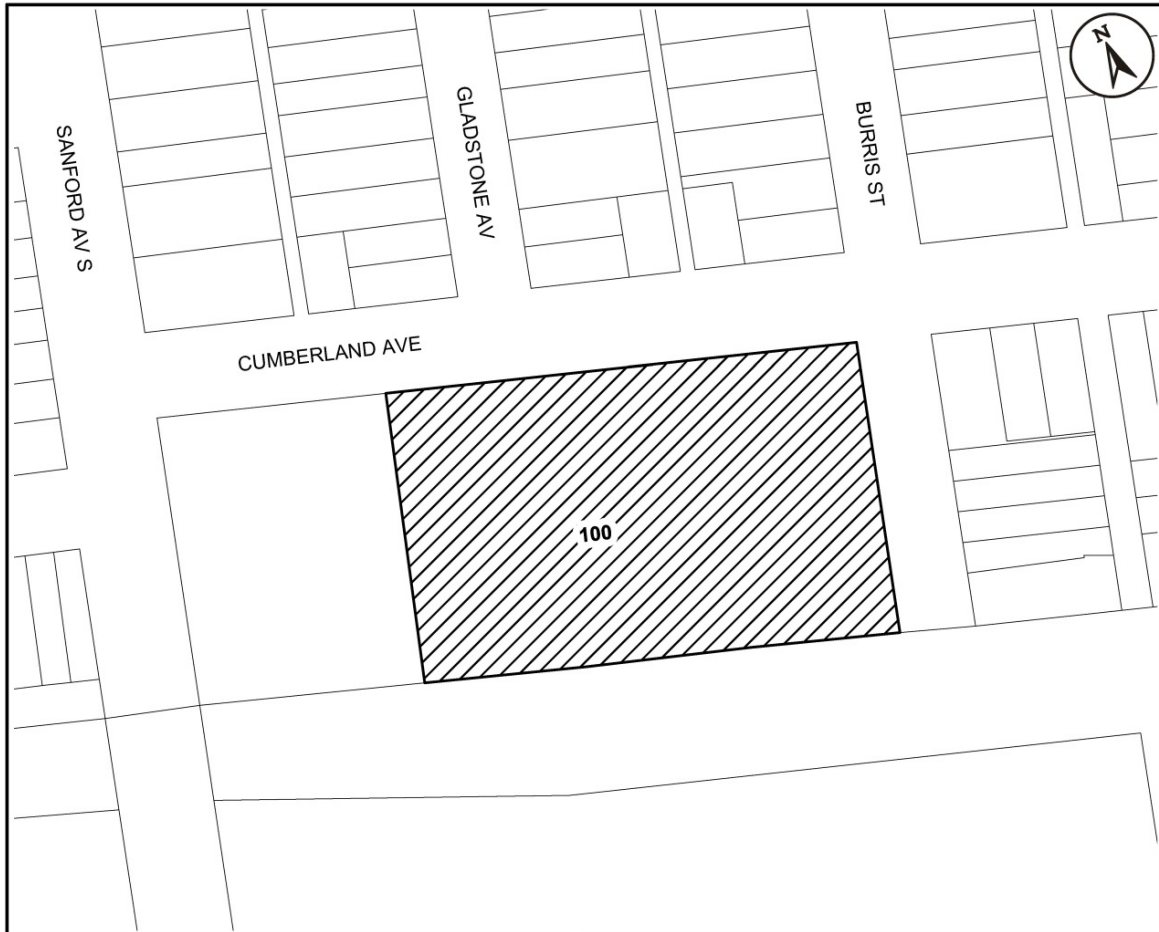 N
SANFORD AV S
GLADSTONE AV
BURRIS ST
CUMBERLAND AVE
100